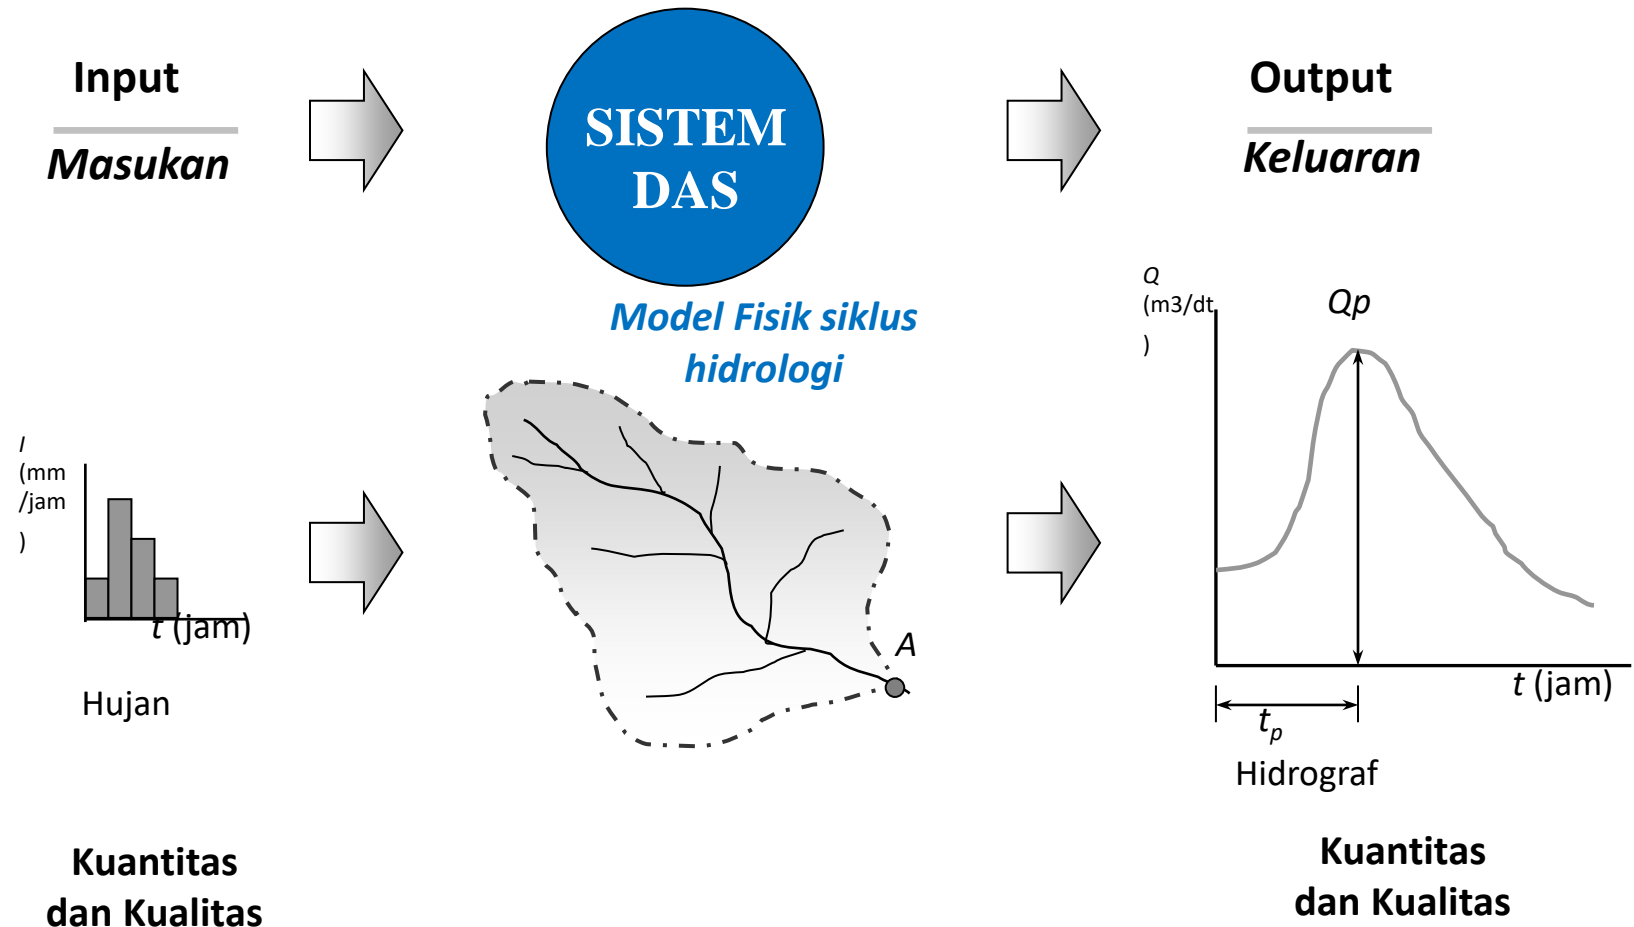 Input
Masukan
SISTEM
DAS
Output
Keluaran
Model Fisik siklus
hidrologi
I
(mm
/jam
)
t (jam)
Hujan
A
Q
(m3/dt
)
Qp
t (jam)
tp
Hidrograf
Kuantitas
dan Kualitas
Kuantitas
dan Kualitas